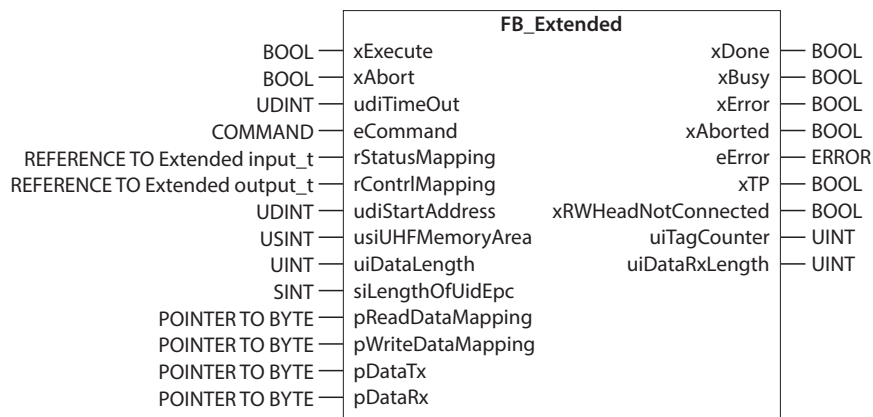 FB_Extended
BOOL xExecute xDone BOOL
BOOL xAbort xBusy BOOL
UDINT udiTimeOut xError BOOL
COMMAND eCommand xAborted BOOL
REFERENCE TO Extended input_t rStatusMapping eError ERROR
REFERENCE TO Extended output_t rContrlMapping xTP BOOL
UDINT udiStartAddress xRWHeadNotConnected BOOL
USINT usiUHFMemoryArea uiTagCounter UINT
UINT uiDataLength uiDataRxLength UINT
SINT siLengthOfUidEpc
POINTER TO BYTE pReadDataMapping
POINTER TO BYTE pWriteDataMapping
POINTER TO BYTE pDataTx
POINTER TO BYTE pDataRx